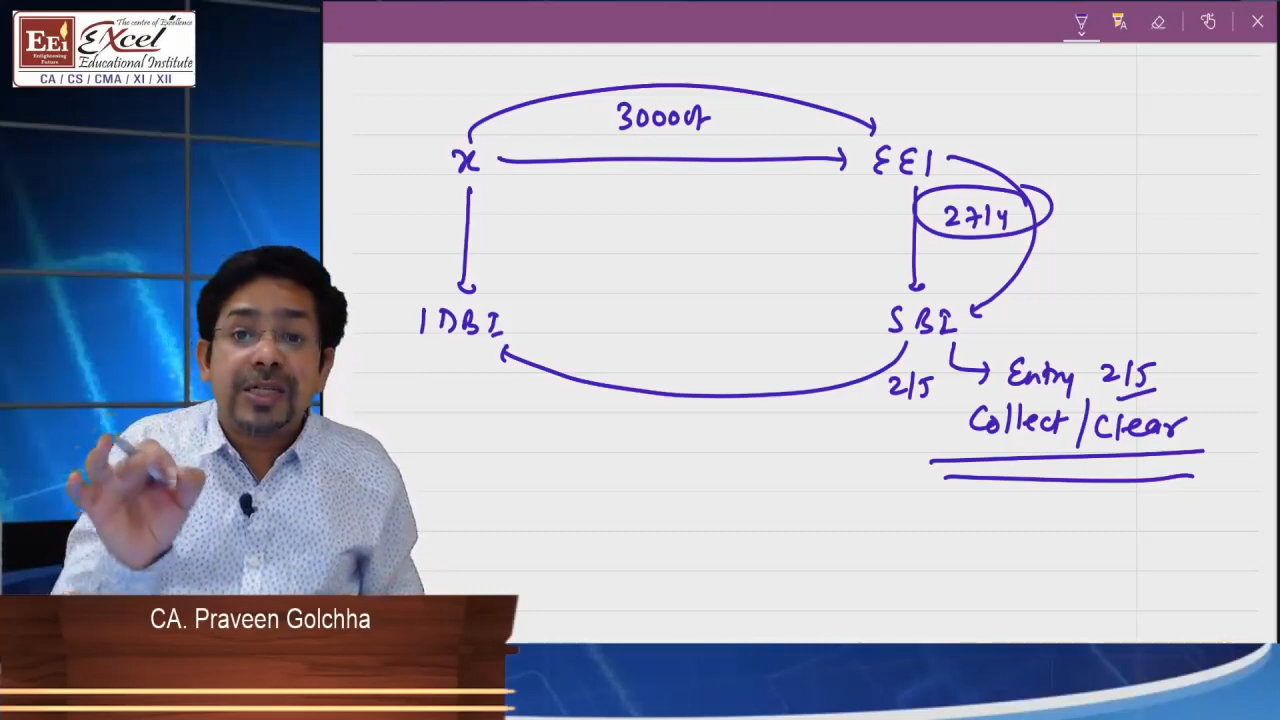 The centre of Excellence
EEi
Enlightening
Future
Excel
Educational Institute
CA / CS / CMA / XI / XII
3000
X
EEI
27/4
IDBI
SBI
2/5
Entry 2/5
Collect/Clear
CA. Praveen Golchha